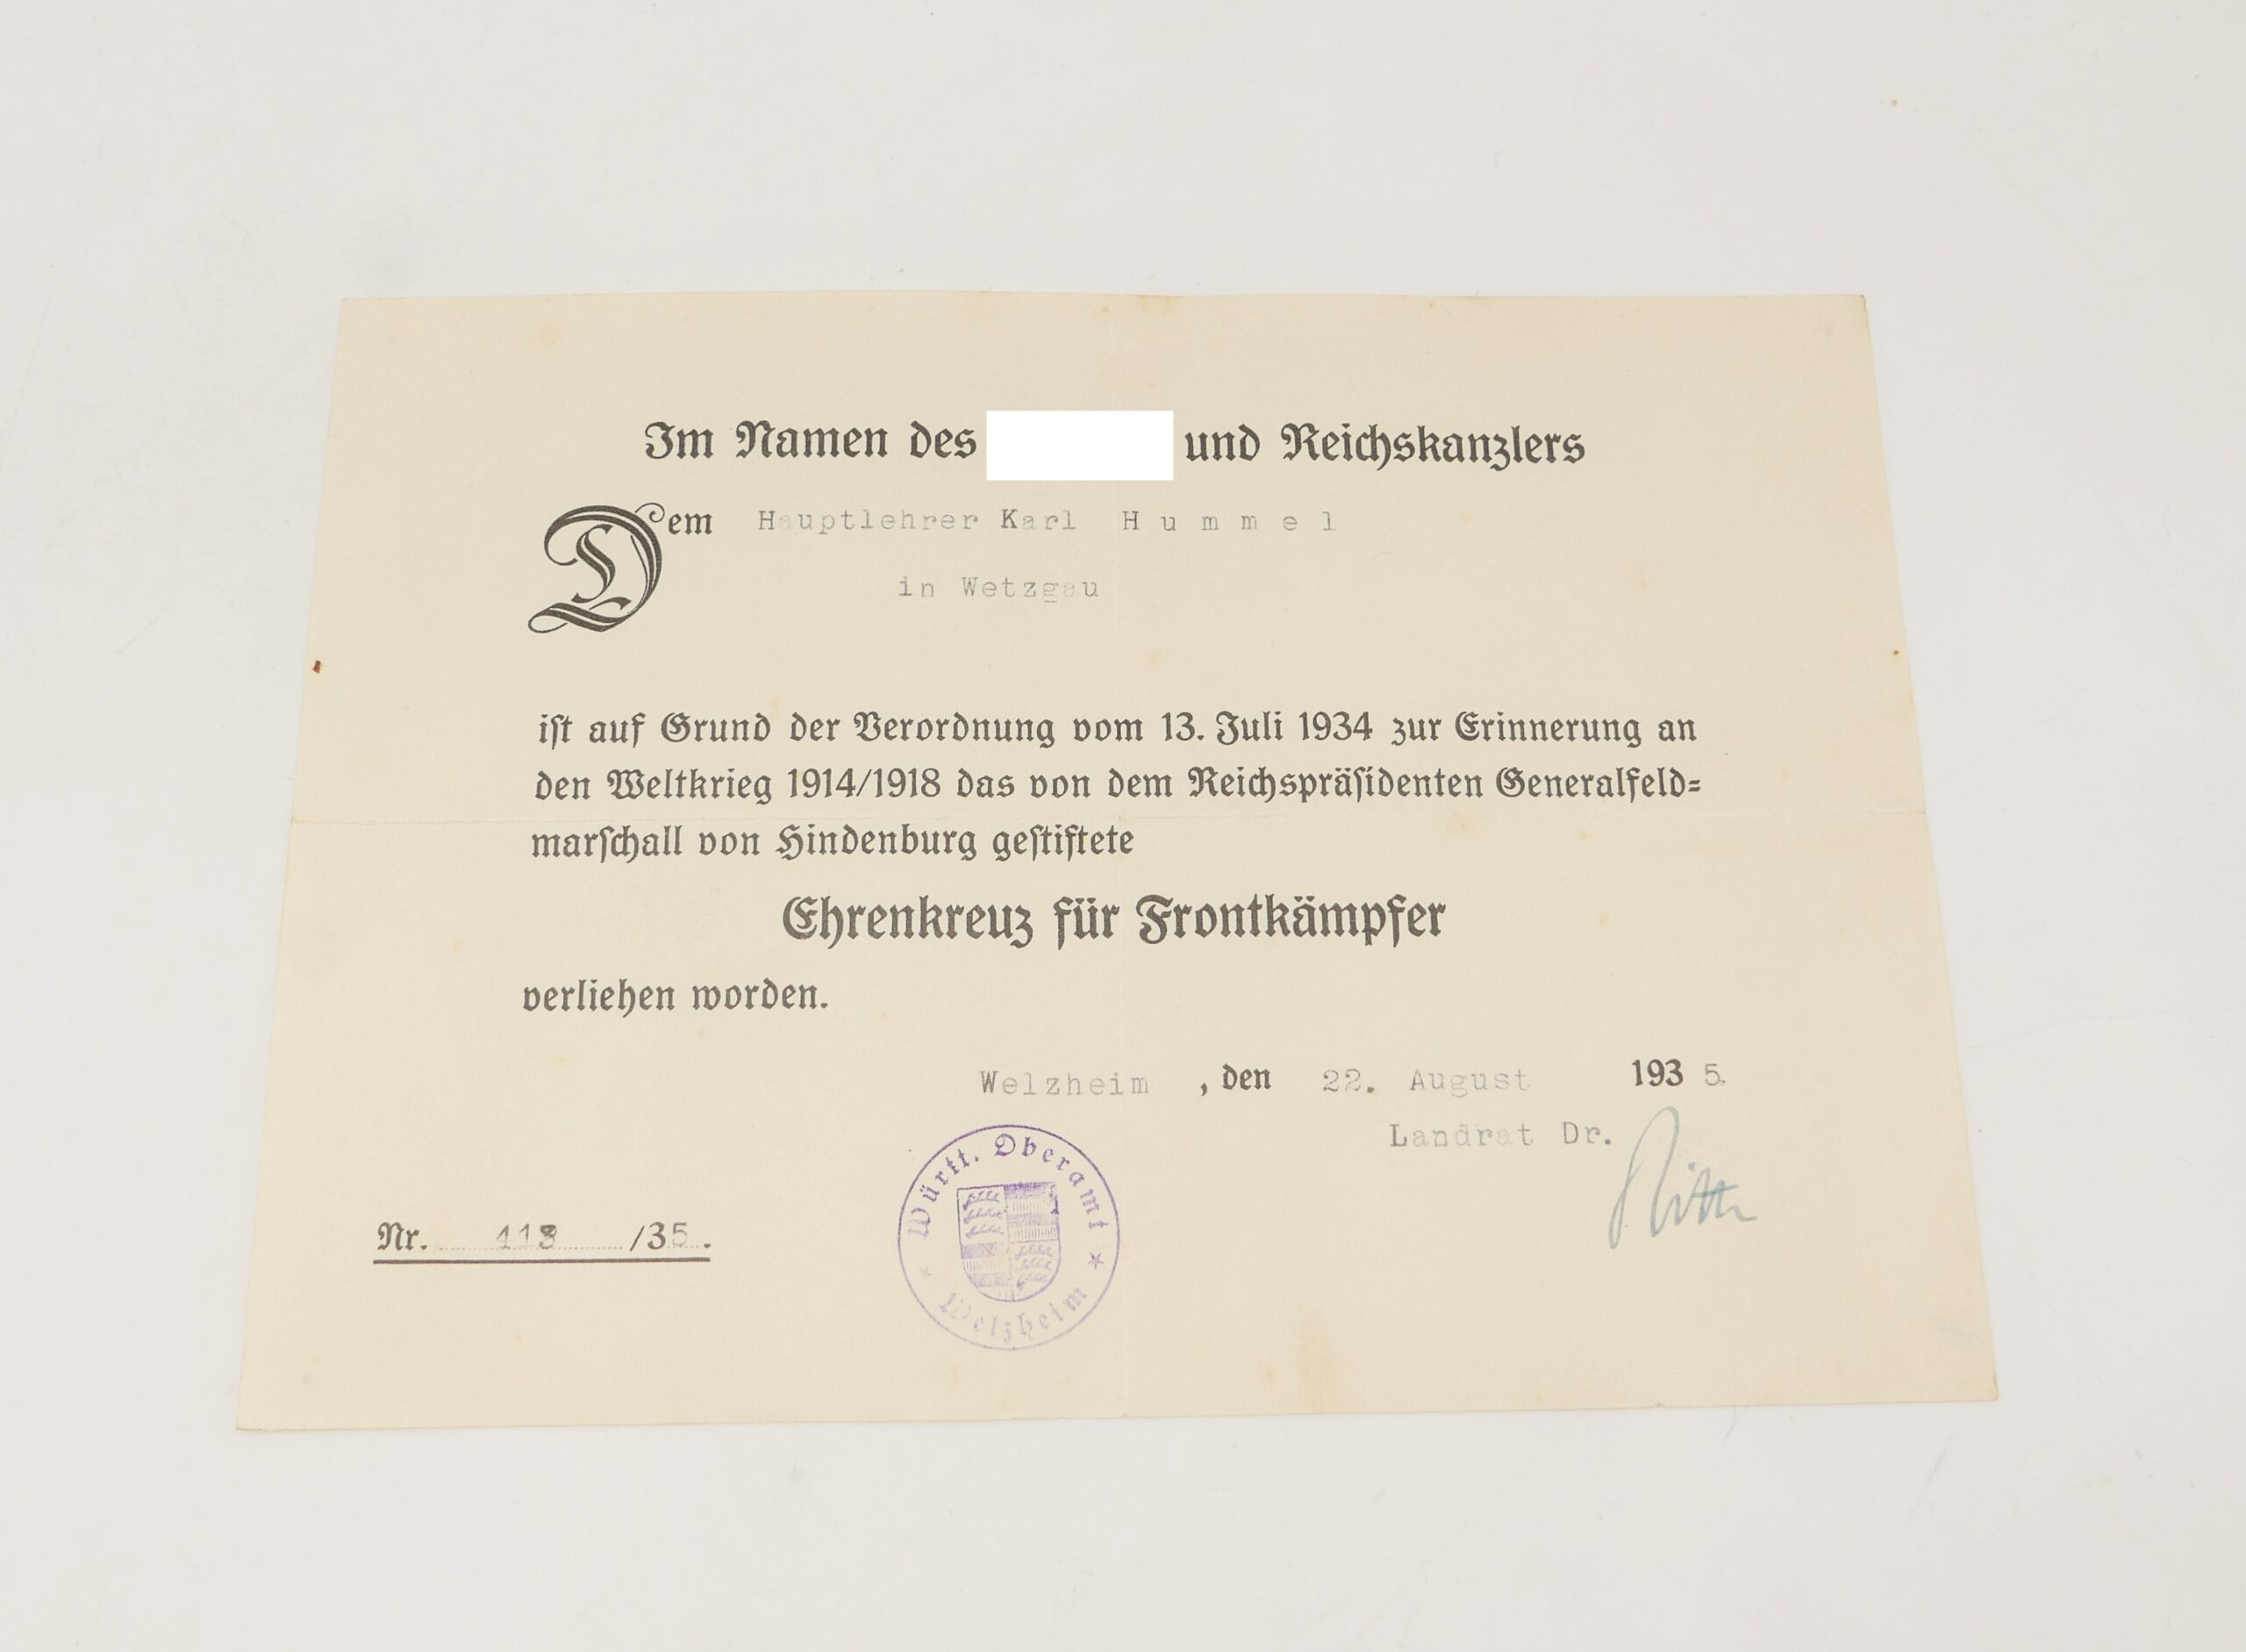 Im Namen des und Reichskanzlers
Dem Hauptlehrer Karl Hummel
in Wetzgau
ist auf Grund der Verordnung vom 13. Juli 1934 zur Erinnerung an
den Weltkrieg 1914/1918 das von dem Reichspräsidenten Generalfeld-
marschall von Hindenburg gestiftete
Ehrenkreuz für Frontkämpfer
verliehen worden.
Welzheim, den 22. August 1935.
Landrat Dr.
Nr. /35.
Württ. Oberamt
Welzheim